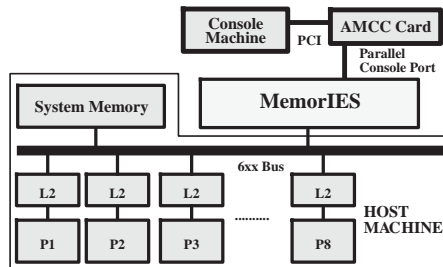 Console
Machine
PCI
AMCC Card
Parallel
Console Port
System Memory
MemorIES
6xx Bus
L2
L2
L2
L2
..........
HOST
MACHINE
P1
P2
P3
P8